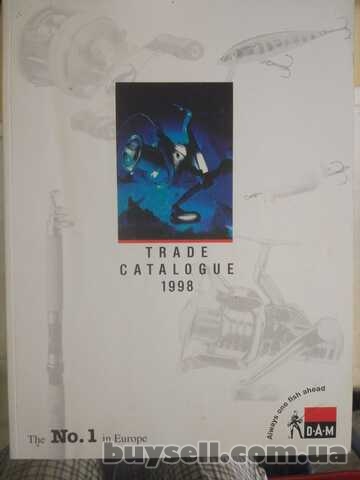 TRADE
CATALOGUE
1998
Always one fish ahead
D·A·M
The No.1 in Europe
buysell.com.ua